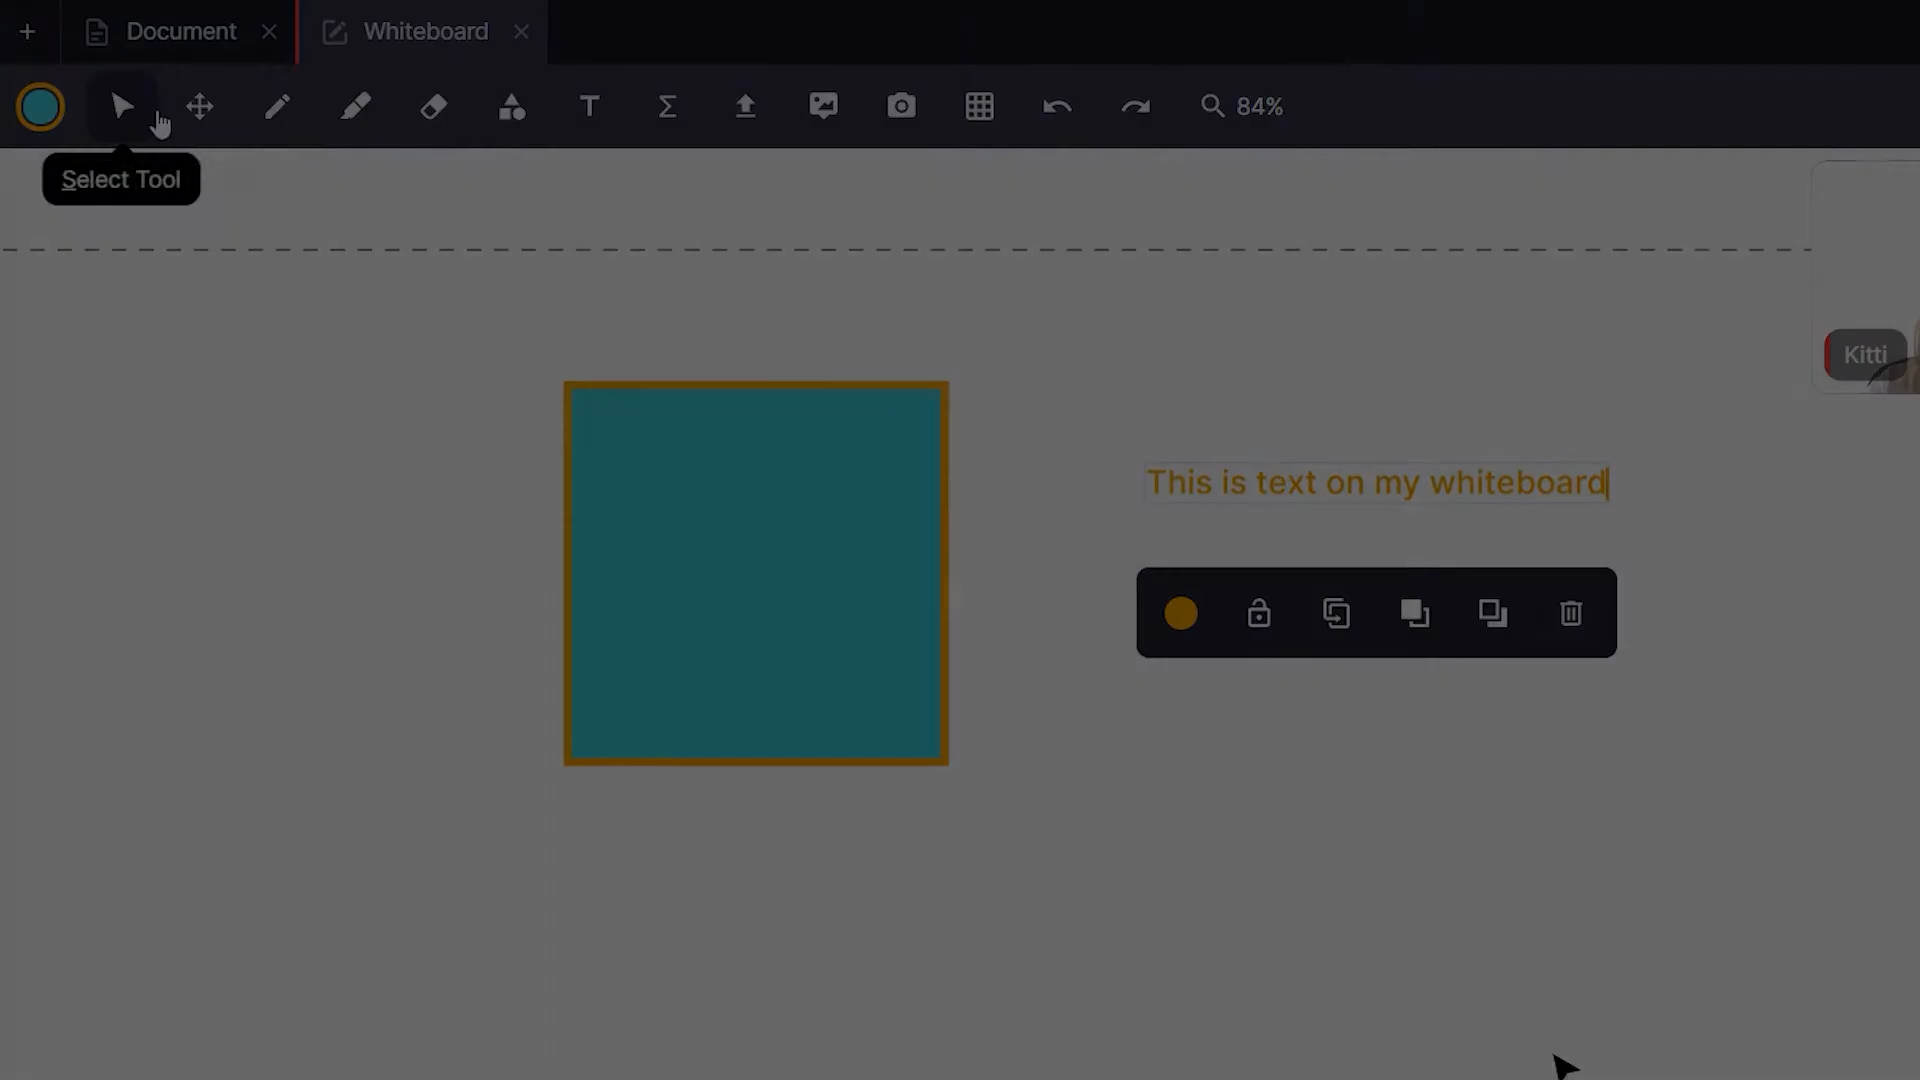 Document
Whiteboard
T
Σ
84%
Select Tool
Kitti
This is text on my whiteboard